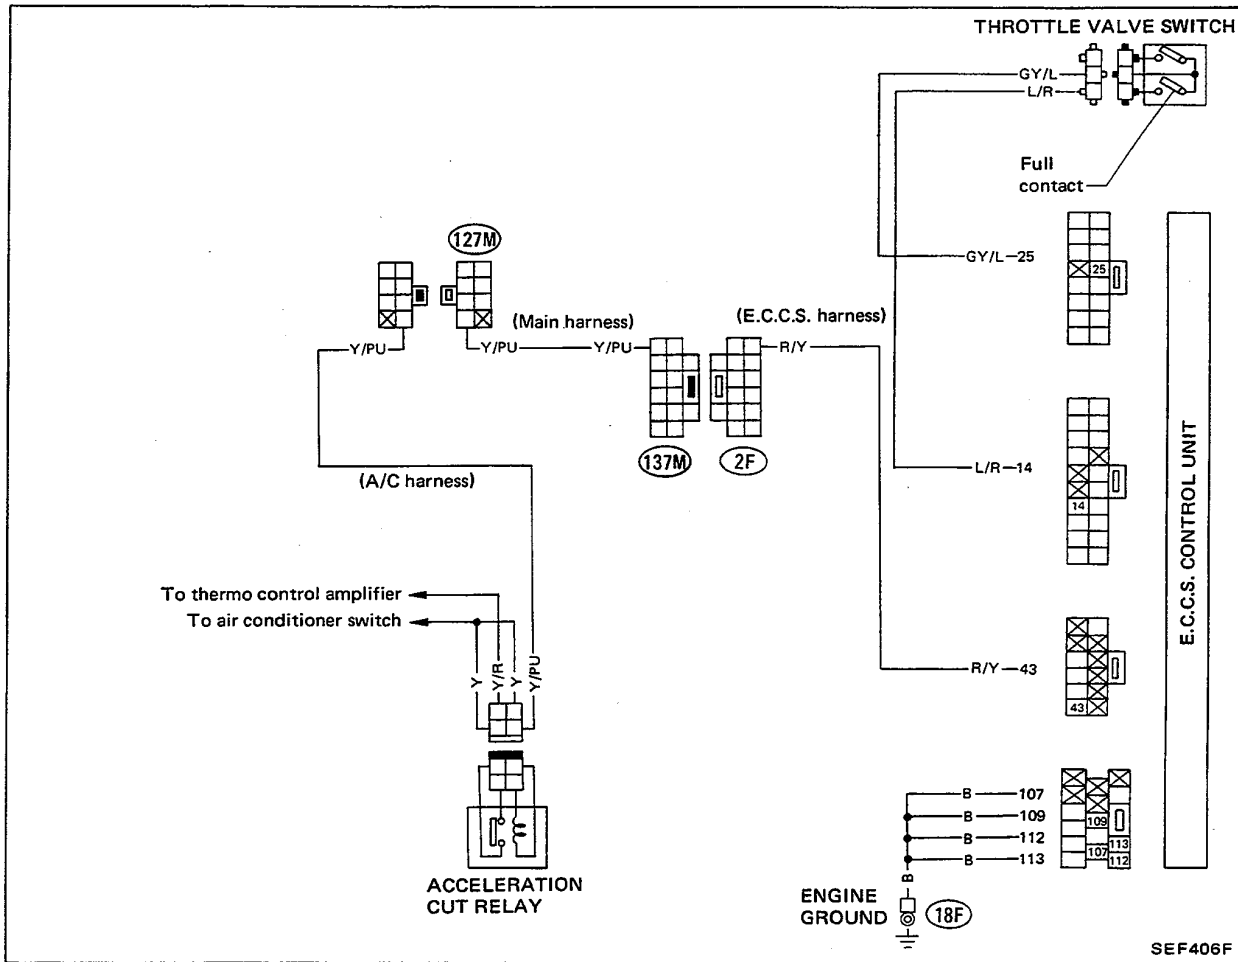 THROTTLE VALVE SWITCH
GY/L
L/R
Full
contact
127M
GY/L
25
25
(Main harness)
(E.C.C.S. harness)
Y/PU
Y/PU
Y/PU
R/Y
137M
2F
L/R
14
(A/C harness)
14
E.C.C.S. CONTROL UNIT
To thermo control amplifier
To air conditioner switch
Y
Y/R
Y
Y/PU
R/Y
43
43
B
107
B
109
109
B
112
113
B
113
107
112
B
ACCELERATION
CUT RELAY
ENGINE
GROUND
18F
SEF406F